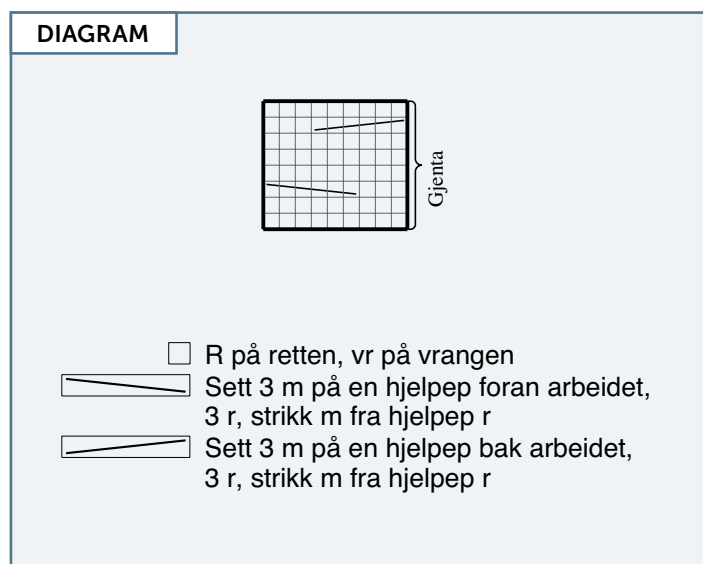 DIAGRAM
Gjenta
R på retten, vr på vrangen
Sett 3 m på en hjelpep foran arbeidet,
3 r, strikk m fra hjelpep r
Sett 3 m på en hjelpep bak arbeidet,
3 r, strikk m fra hjelpep r